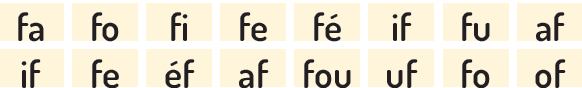 fa fo fi fe fé if fu af
if fe éf af fou uf fo of